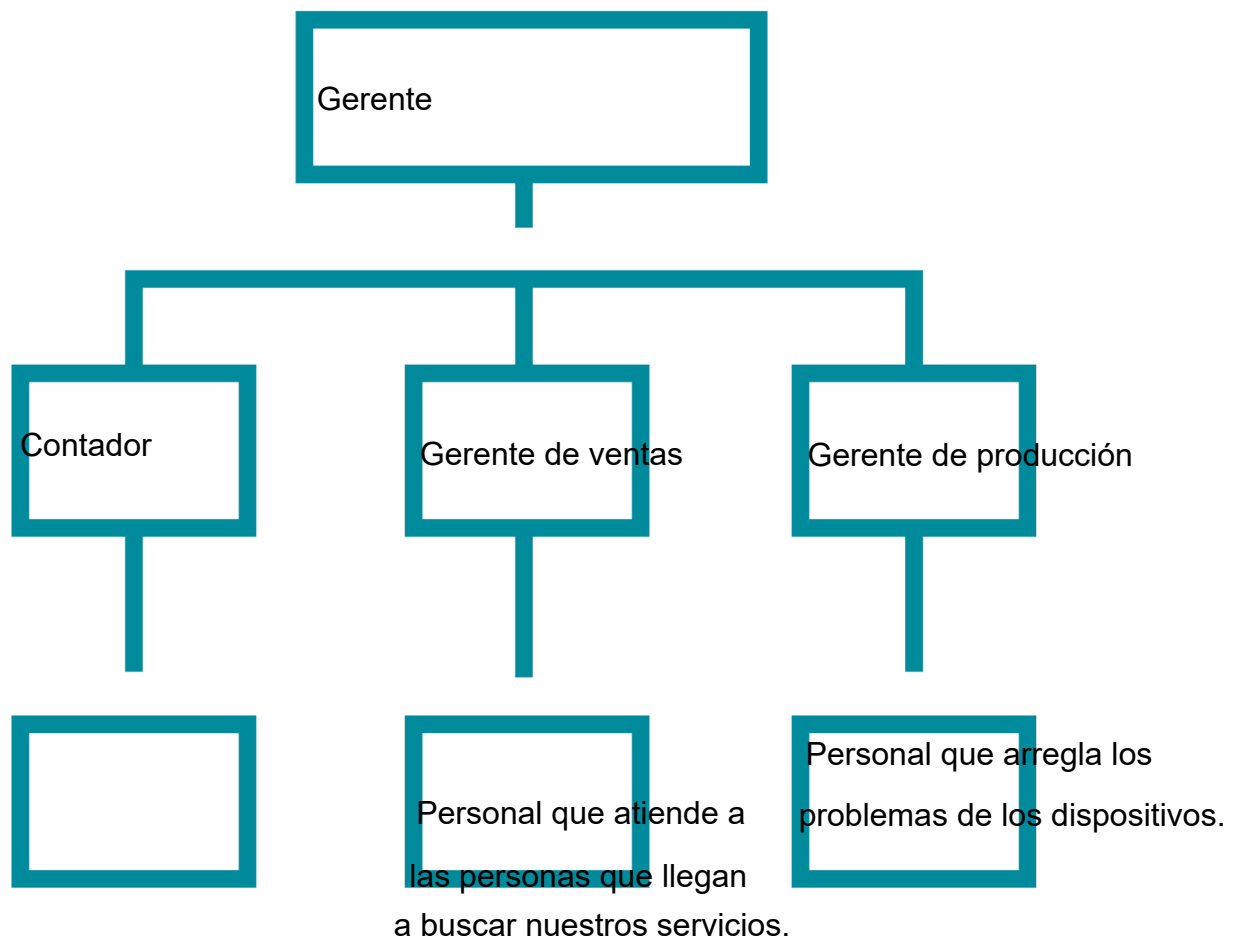 Gerente
Contador
Gerente de ventas
Gerente de producción
Personal que atiende a
las personas que llegan
a buscar nuestros servicios.
Personal que arregla los
problemas de los dispositivos.